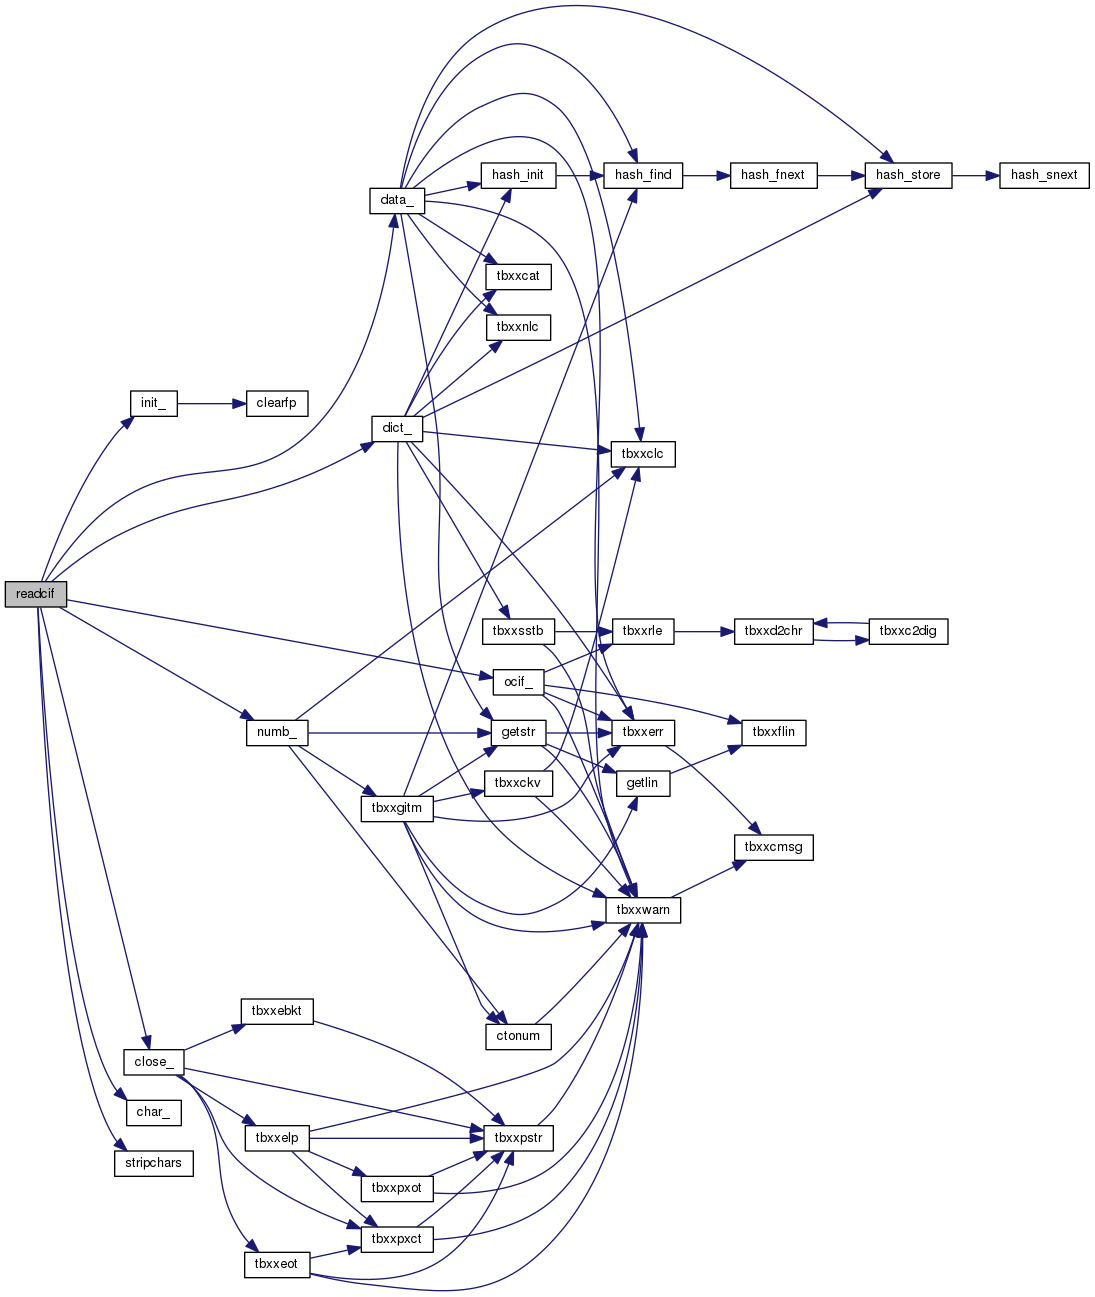 hash_init
hash_find
hash_fnext
hash_store
hash_snext
data_
tbxxcat
tbxxnlc
init_
clearfp
dict_
tbxxclc
readcif
tbxxsstb
tbxxrle
tbxxd2chr
tbxxc2dig
ocif_
numb_
getstr
tbxxerr
tbxxflin
tbxxgitm
tbxxckv
getlin
tbxxcmsg
tbxxwarn
tbxxebkt
ctonum
close_
char_
tbxxelp
tbxxpstr
stripchars
tbxxpxot
tbxxpxct
tbxxeot